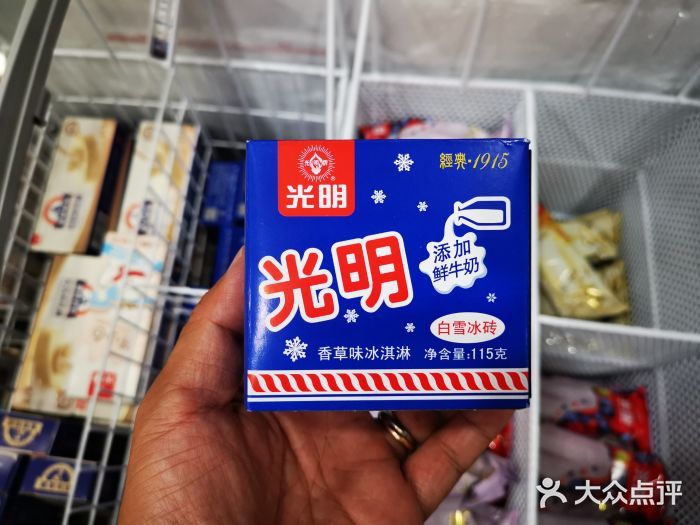 光明
經典·1915
光明
添加
鲜牛奶
白雪冰砖
香草味冰淇淋 净含量:115克
大众点评